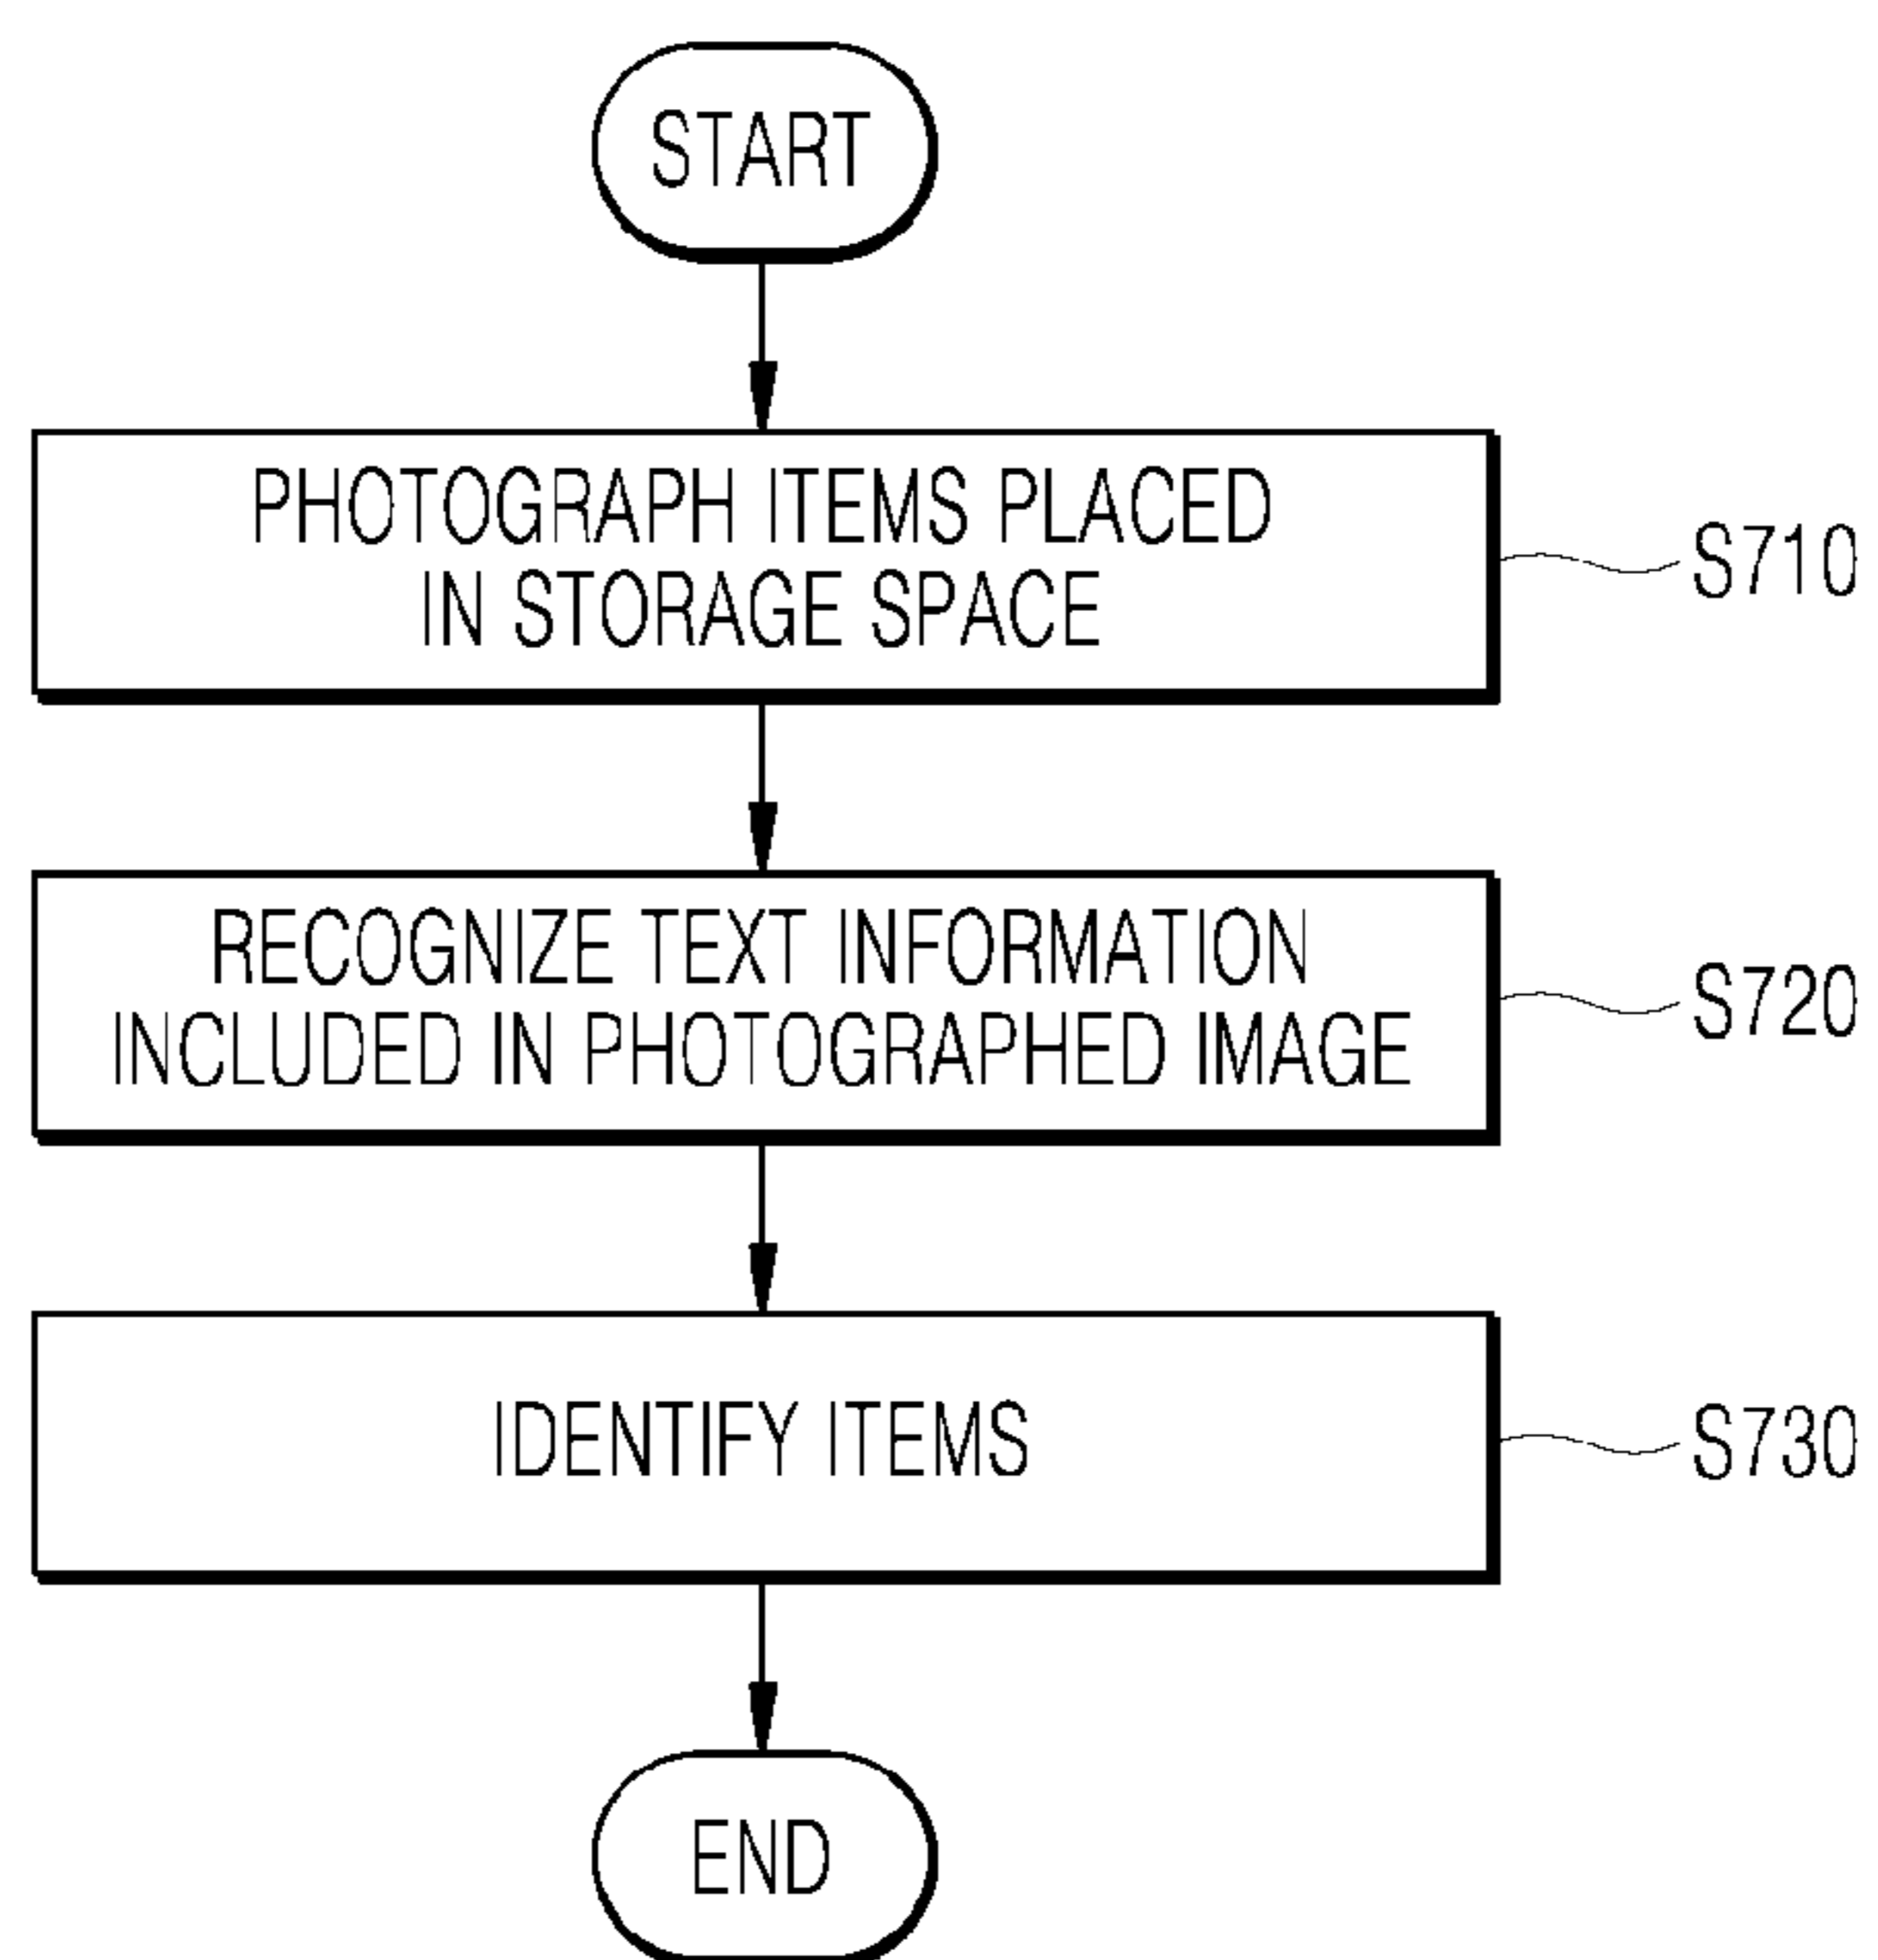 START
PHOTOGRAPH ITEMS PLACED
IN STORAGE SPACE
S710
RECOGNIZE TEXT INFORMATION
INCLUDED IN PHOTOGRAPHED IMAGE
S720
IDENTIFY ITEMS
S730
END